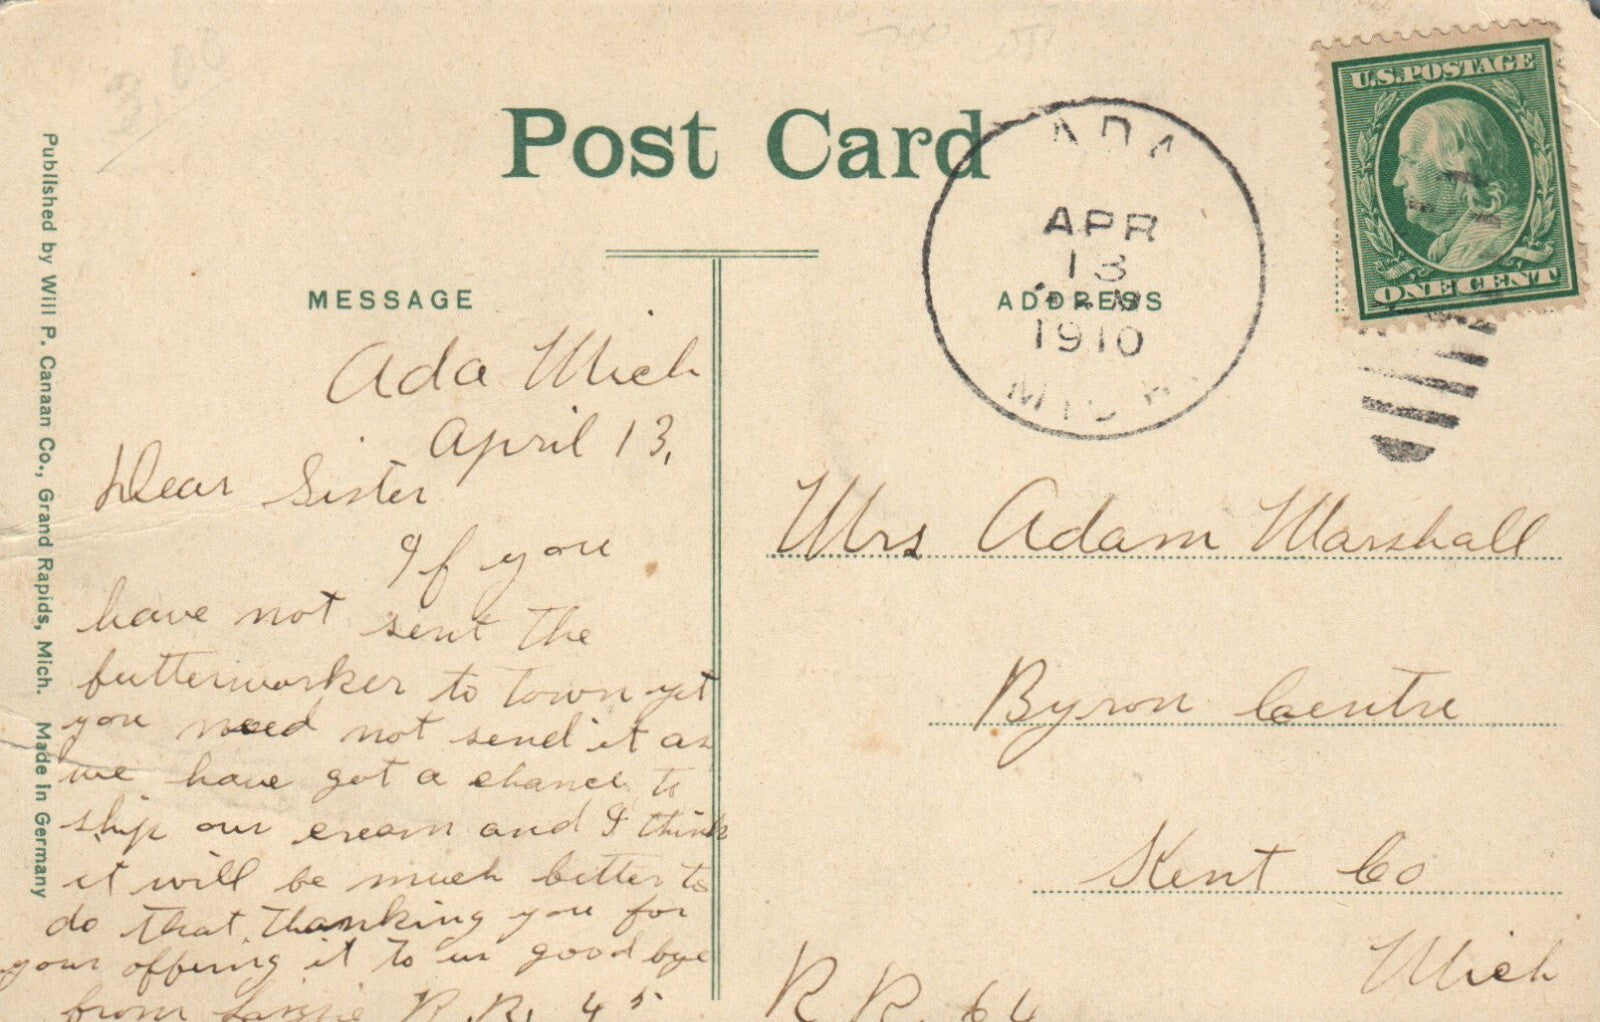 3.00
Post Card
Published by Will P. Canaan Co., Grand Rapids, Mich. Made In Germany
U.S. POSTAGE
ONE CENT
ADA
APR
13
1910
MICH
MESSAGE
ADDRESS
Ada Mich
April 13,
Dear Sister
If you
have not sent the
butterworker to town yet
you need not send it as
we have got a chance to
ship our cream and I think
it will be much better to
do that. Thanking you for
your offering it to us good bye
from Lizzie R. R. 45
Mrs Adam Marshall
Byron Centre
Kent Co
Mich
R. R. 64